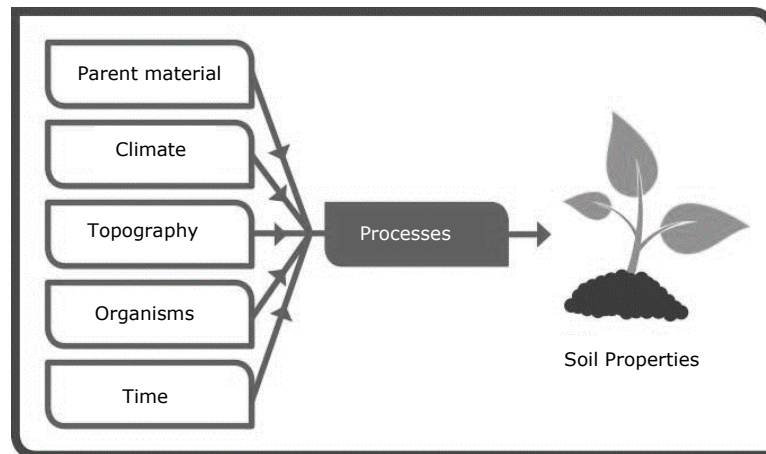 Parent material
Climate
Topography
Organisms
Time
Processes
Soil Properties